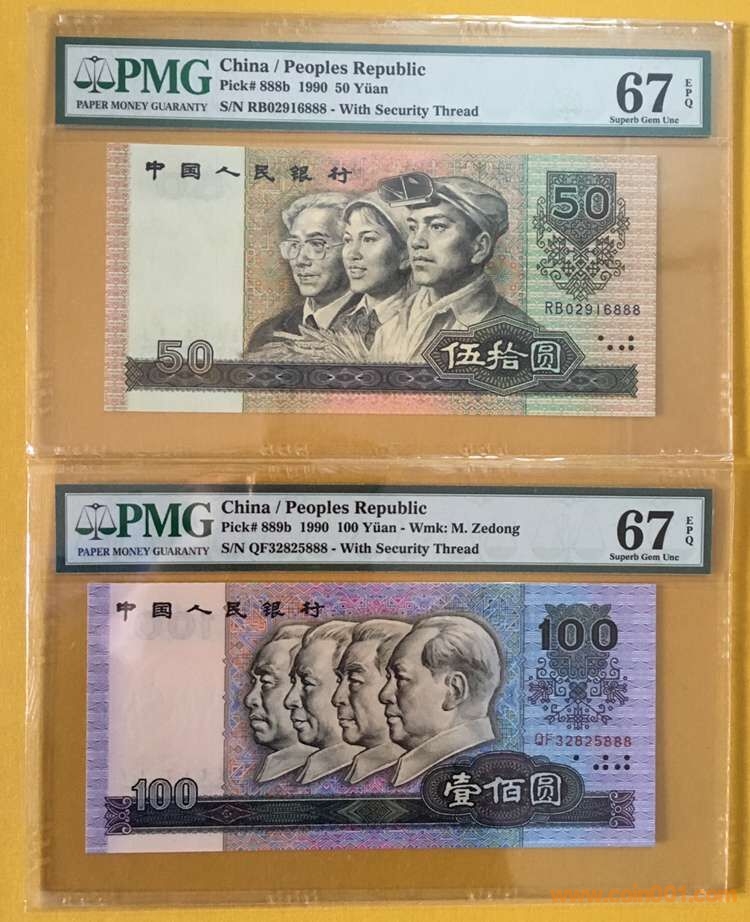 PMG
PAPER MONEY GUARANTY
China / Peoples Republic
Pick# 888b 1990 50 Yüan
S/N RB02916888 - With Security Thread
67
EPQ
Superb Gem Unc
中国人民银行
50
RB02916888
50
伍拾圆
PMG
PAPER MONEY GUARANTY
China / Peoples Republic
Pick# 889b 1990 100 Yüan - Wmk: M. Zedong
S/N QF32825888 - With Security Thread
67
EPQ
Superb Gem Unc
中国人民银行
100
QF32825888
100
壹佰圆